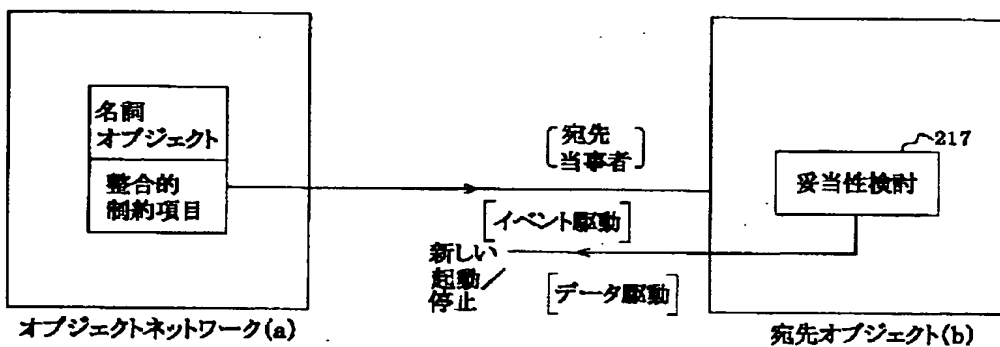 名詞
オブジェクト
整合的
制約項目
オブジェクトネットワーク(a)
宛先
当事者
[イベント駆動]
新しい
起動／
停止
[データ駆動]
217
妥当性検討
宛先オブジェクト(b)